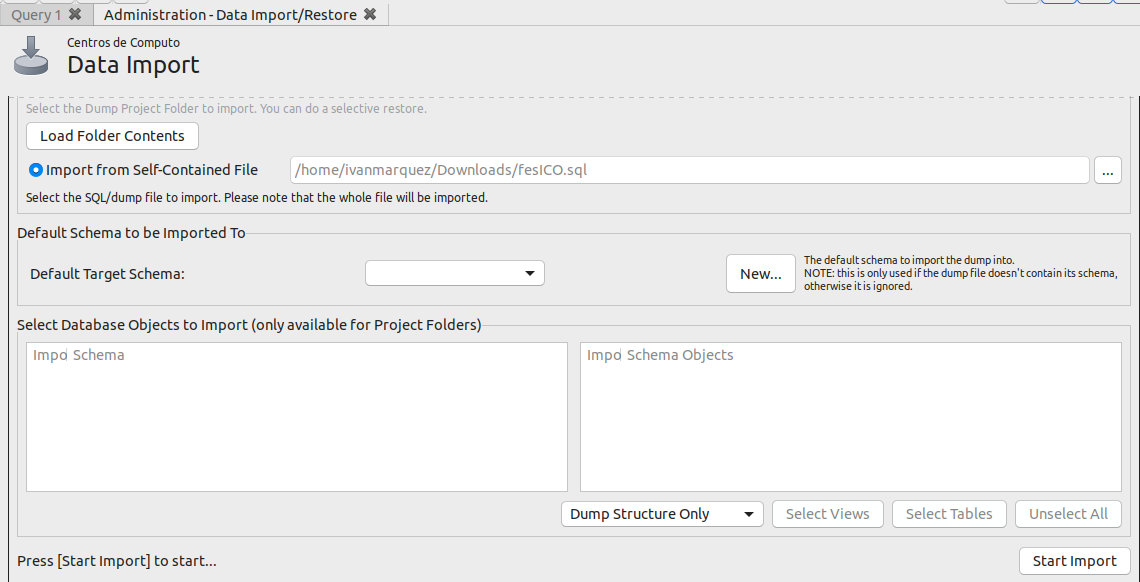 Query 1
Administration - Data Import/Restore
Centros de Computo
Data Import
Select the Dump Project Folder to import. You can do a selective restore.
Load Folder Contents
Import from Self-Contained File
/home/ivanmarquez/Downloads/fesICO.sql
...
Select the SQL/dump file to import. Please note that the whole file will be imported.
Default Schema to be Imported To
Default Target Schema:
New...
The default schema to import the dump into.
NOTE: this is only used if the dump file doesn't contain its schema,
otherwise it is ignored.
Select Database Objects to Import (only available for Project Folders)
Impo Schema
Impo Schema Objects
Dump Structure Only
Select Views
Select Tables
Unselect All
Press [Start Import] to start...
Start Import